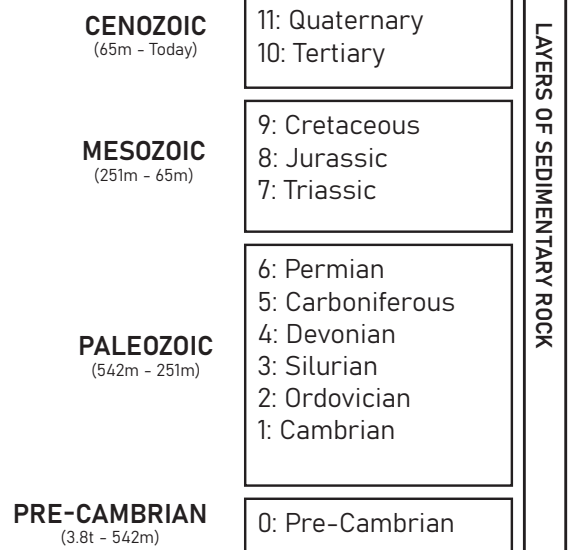 CENOZOIC
(65m - Today)
11: Quaternary
10: Tertiary
MESOZOIC
(251m - 65m)
9: Cretaceous
8: Jurassic
7: Triassic
PALEOZOIC
(542m - 251m)
6: Permian
5: Carboniferous
4: Devonian
3: Silurian
2: Ordovician
1: Cambrian
PRE-CAMBRIAN
(3.8t - 542m)
0: Pre-Cambrian
LAYERS OF SEDIMENTARY ROCK